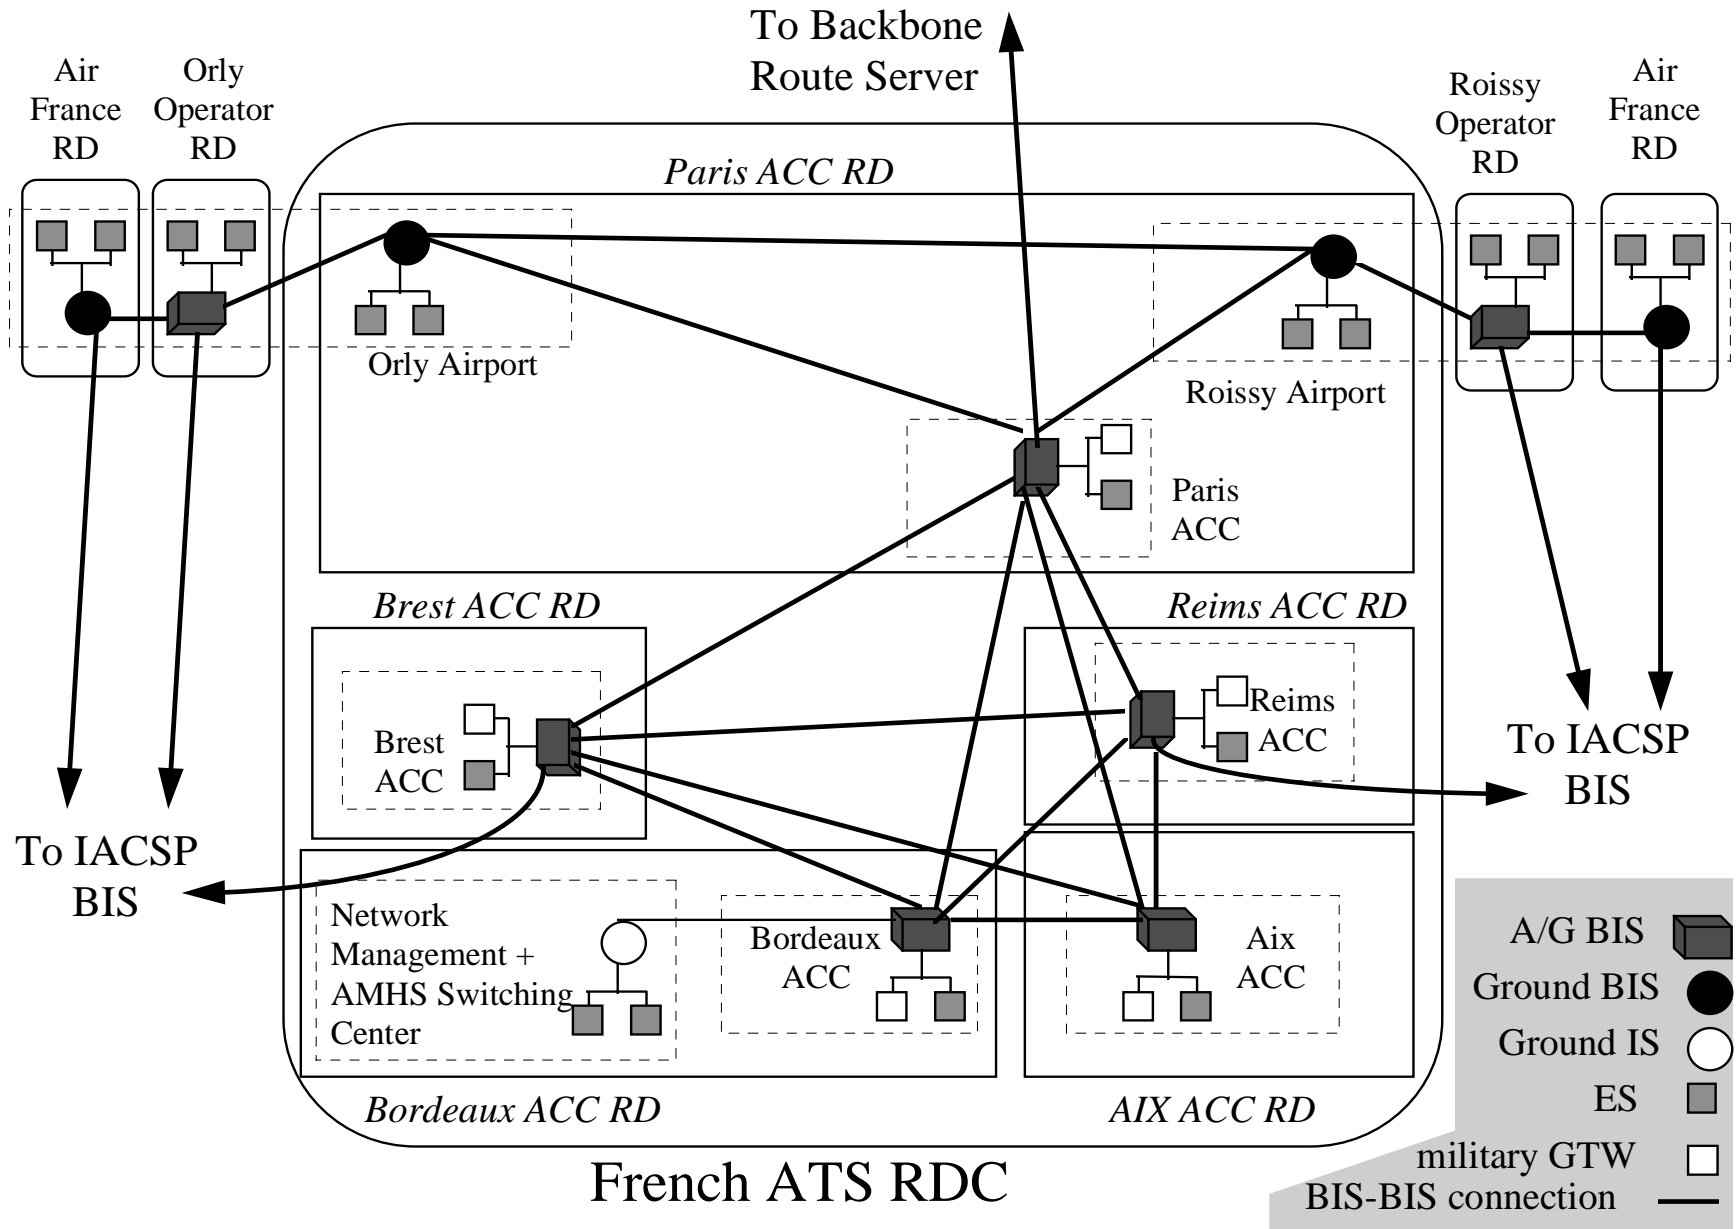 To Backbone
Route Server
Air
France
RD
Orly
Operator
RD
Roissy
Operator
RD
Air
France
RD
Paris ACC RD
Orly Airport
Roissy Airport
Paris
ACC
Brest ACC RD
Reims ACC RD
Brest
ACC
Reims
ACC
To IACSP
BIS
To IACSP
BIS
Network
Management +
AMHS Switching
Center
Bordeaux
ACC
Aix
ACC
Bordeaux ACC RD
AIX ACC RD
French ATS RDC
A/G BIS
Ground BIS
Ground IS
ES
military GTW
BIS-BIS connection